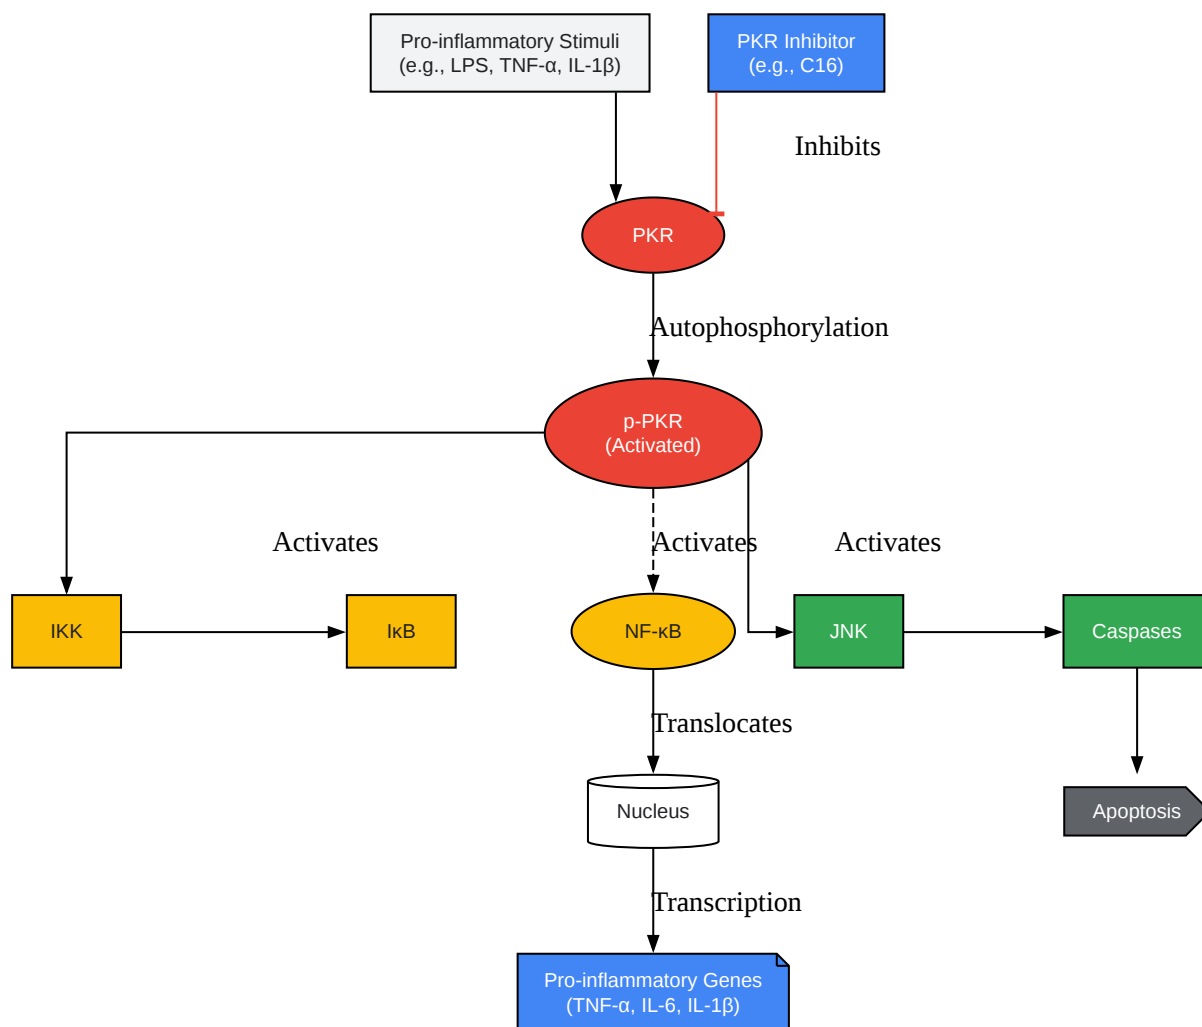 Pro-inflammatory Stimuli
(e.g., LPS, TNF-α, IL-1β)
PKR Inhibitor
(e.g., C16)
Inhibits
PKR
Autophosphorylation
p-PKR
(Activated)
Activates
Activates
Activates
IKK
IκB
NF-κB
JNK
Caspases
Translocates
Nucleus
Apoptosis
Transcription
Pro-inflammatory Genes
(TNF-α, IL-6, IL-1β)